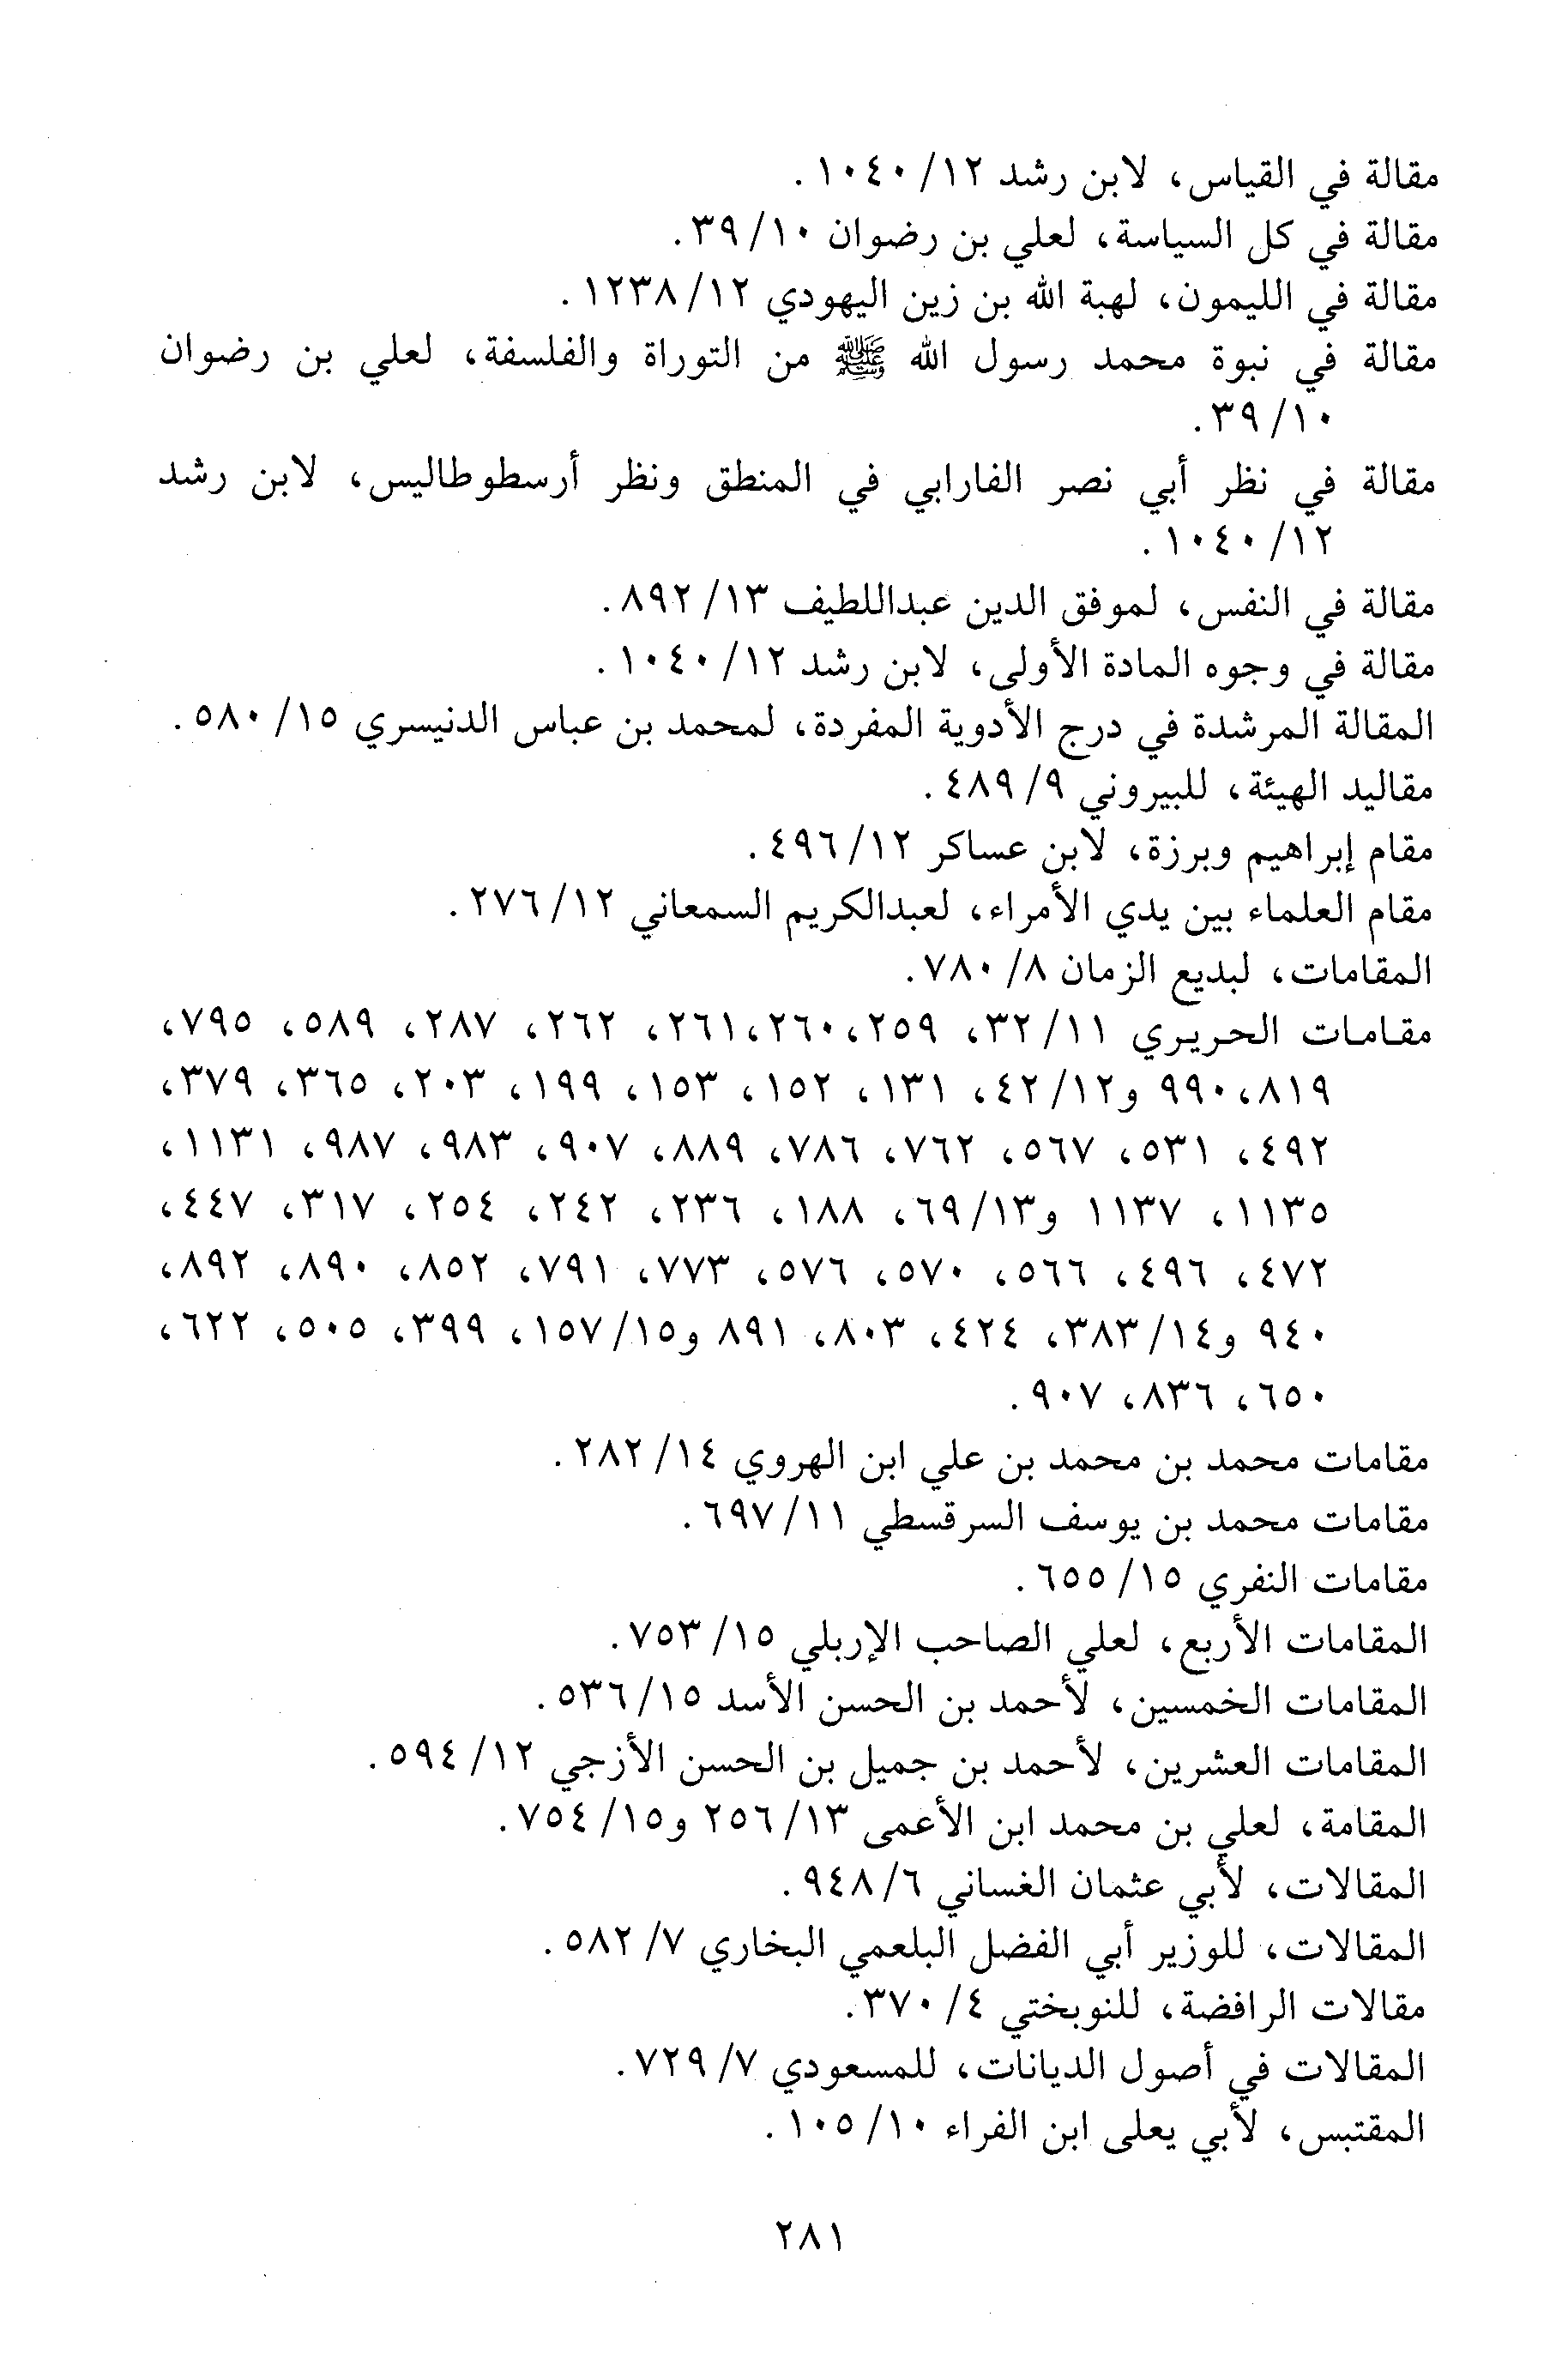 مقالة في القياس، لابن رشد ١٢/ ١٠٤٠.
مقالة في كل السياسة، لعلي بن رضوان ١٠/ ٣٩.
مقالة في الليمون، لهبة الله بن زين اليهودي ١٢/ ١٢٣٨.
مقالة في نبوة محمد رسول الله ﷺ من التوراة والفلسفة، لعلي بن رضوان
١٠/ ٣٩.
مقالة في نظر أبي نصر الفارابي في المنطق ونظر أرسطوطاليس، لابن رشد
١٢/ ١٠٤٠.
مقالة في النفس، لموفق الدين عبداللطيف ١٣/ ٨٩٢.
مقالة في وجوه المادة الأولى، لابن رشد ١٢/ ١٠٤٠.
المقالة المرشدة في درج الأدوية المفردة، لمحمد بن عباس الدنيسري ١٥/ ٥٨٠.
مقاليد الهيئة، للبيروني ٩/ ٤٨٩.
مقام إبراهيم وبرزة، لابن عساكر ١٢/ ٤٩٦.
مقام العلماء بين يدي الأمراء، لعبدالكريم السمعاني ١٢/ ٢٧٦.
المقامات، لبديع الزمان ٨/ ٧٨٠.
مقامات الحريري ١١/ ٣٢، ٢٥٩،٢٦٠،٢٦١، ٢٦٢، ٢٨٧، ٥٨٩، ٧٩٥،
٨١٩،٩٩٠ و١٢/ ٤٢، ١٣١، ١٥٢، ١٥٣، ١٩٩، ٢٠٣، ٣٦٥، ٣٧٩،
٤٩٢، ٥٣١، ٥٦٧، ٧٦٢، ٧٨٦، ٨٨٩، ٩٠٧، ٩٨٣، ٩٨٧، ١١٣١،
١١٣٥، ١١٣٧ و١٣/ ٦٩، ١٨٨، ٢٣٦، ٢٤٢، ٢٥٤، ٣١٧، ٤٤٧،
٤٧٢، ٤٩٦، ٥٦٦، ٥٧٠، ٥٧٦، ٧٧٣، ٧٩١، ٨٥٢، ٨٩٠، ٨٩٢،
٩٤٠ و١٤/ ٣٨٣، ٤٢٤، ٨٠٣، ٨٩١ و١٥/ ١٥٧، ٣٩٩، ٥٠٥، ٦٢٢،
٦٥٠، ٨٣٦، ٩٠٧.
مقامات محمد بن محمد بن علي ابن الهروي ١٤/ ٢٨٢.
مقامات محمد بن يوسف السرقسطي ١١/ ٦٩٧.
مقامات النفري ١٥/ ٦٥٥.
المقامات الأربع، لعلي الصاحب الإربلي ١٥/ ٧٥٣.
المقامات الخمسين، لأحمد بن الحسن الأسد ١٥/ ٥٣٦.
المقامات العشرين، لأحمد بن جميل بن الحسن الأزجي ١٢/ ٥٩٤.
المقامة، لعلي بن محمد ابن الأعمى ١٣/ ٢٥٦ و١٥/ ٧٥٤.
المقالات، لأبي عثمان الغساني ٦/ ٩٤٨.
المقالات، للوزير أبي الفضل البلعمي البخاري ٧/ ٥٨٢.
مقالات الرافضة، للنوبختي ٤/ ٣٧٠.
المقالات في أصول الديانات، للمسعودي ٧/ ٧٢٩.
المقتبس، لأبي يعلى ابن الفراء ١٠/ ١٠٥.
٢٨١